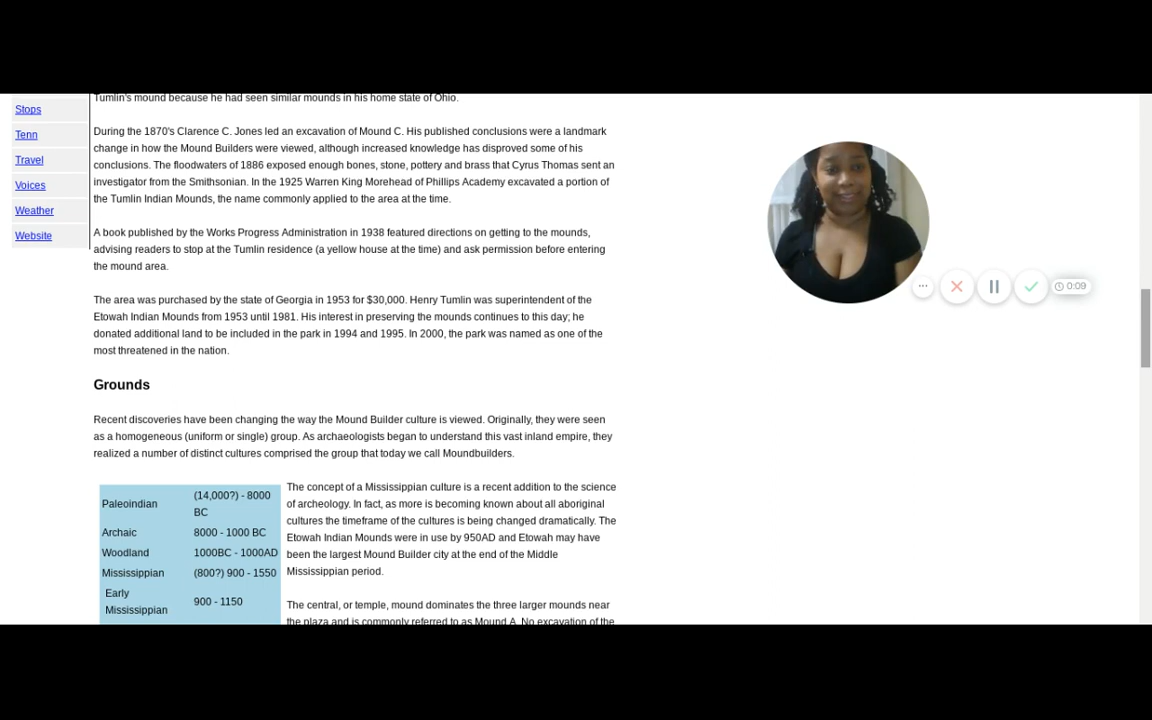 Stops
Tenn
Travel
Voices
Weather
Website
Tumlin's mound because he had seen similar mounds in his home state of Ohio.
During the 1870's Clarence C. Jones led an excavation of Mound C. His published conclusions were a landmark
change in how the Mound Builders were viewed, although increased knowledge has disproved some of his
conclusions. The floodwaters of 1886 exposed enough bones, stone, pottery and brass that Cyrus Thomas sent an
investigator from the Smithsonian. In the 1925 Warren King Morehead of Phillips Academy excavated a portion of
the Tumlin Indian Mounds, the name commonly applied to the area at the time.
A book published by the Works Progress Administration in 1938 featured directions on getting to the mounds,
advising readers to stop at the Tumlin residence (a yellow house at the time) and ask permission before entering
the mound area.
The area was purchased by the state of Georgia in 1953 for $30,000. Henry Tumlin was superintendent of the
Etowah Indian Mounds from 1953 until 1981. His interest in preserving the mounds continues to this day; he
donated additional land to be included in the park in 1994 and 1995. In 2000, the park was named as one of the
most threatened in the nation.
Grounds
Recent discoveries have been changing the way the Mound Builder culture is viewed. Originally, they were seen
as a homogeneous (uniform or single) group. As archaeologists began to understand this vast inland empire, they
realized a number of distinct cultures comprised the group that today we call Moundbuilders.
Paleoindian (14,000?) - 8000
BC
Archaic 8000 - 1000 BC
Woodland 1000BC - 1000AD
Mississippian (800?) 900 - 1550
Early
Mississippian 900 - 1150
The concept of a Mississippian culture is a recent addition to the science
of archeology. In fact, as more is becoming known about all aboriginal
cultures the timeframe of the cultures is being changed dramatically. The
Etowah Indian Mounds were in use by 950AD and Etowah may have
been the largest Mound Builder city at the end of the Middle
Mississippian period.
The central, or temple, mound dominates the three larger mounds near
the plaza and is commonly referred to as Mound A. No excavation of the
0:09